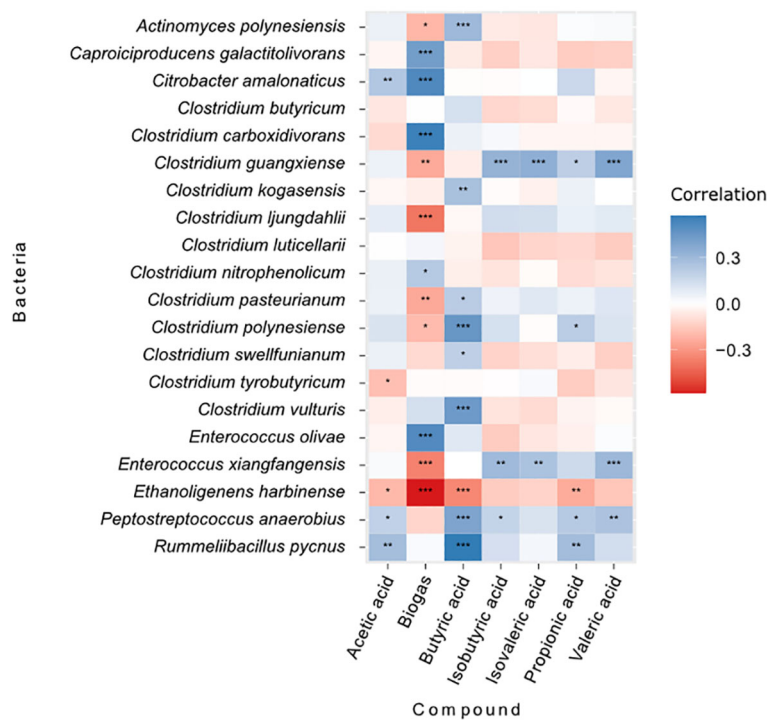 Actinomyces polynesiensis * ***
Caproiciproducens galactitolivorans ***
Citrobacter amalonaticus ** ***
Clostridium butyricum
Clostridium carboxidivorans ***
Clostridium guangxiense ** *** *** * ***
Clostridium kogasensis **
Clostridium ljungdahlii ***
Clostridium luticellarii
Clostridium nitrophenolicum *
Clostridium pasteurianum ** *
Clostridium polynesiense * *** *
Clostridium swellfunianum *
Clostridium tyrobutyricum *
Clostridium vulturis ***
Enterococcus olivae ***
Enterococcus xiangfangensis *** ** ** ***
Ethanoligenens harbinense * *** *** **
Peptostreptococcus anaerobius * *** * * **
Rummeliibacillus pycnus ** *** **
Bacteria
Acetic acid
Biogas
Butyric acid
Isobutyric acid
Isovaleric acid
Propionic acid
Valeric acid
Compound
Correlation
0.3
0.0
−0.3